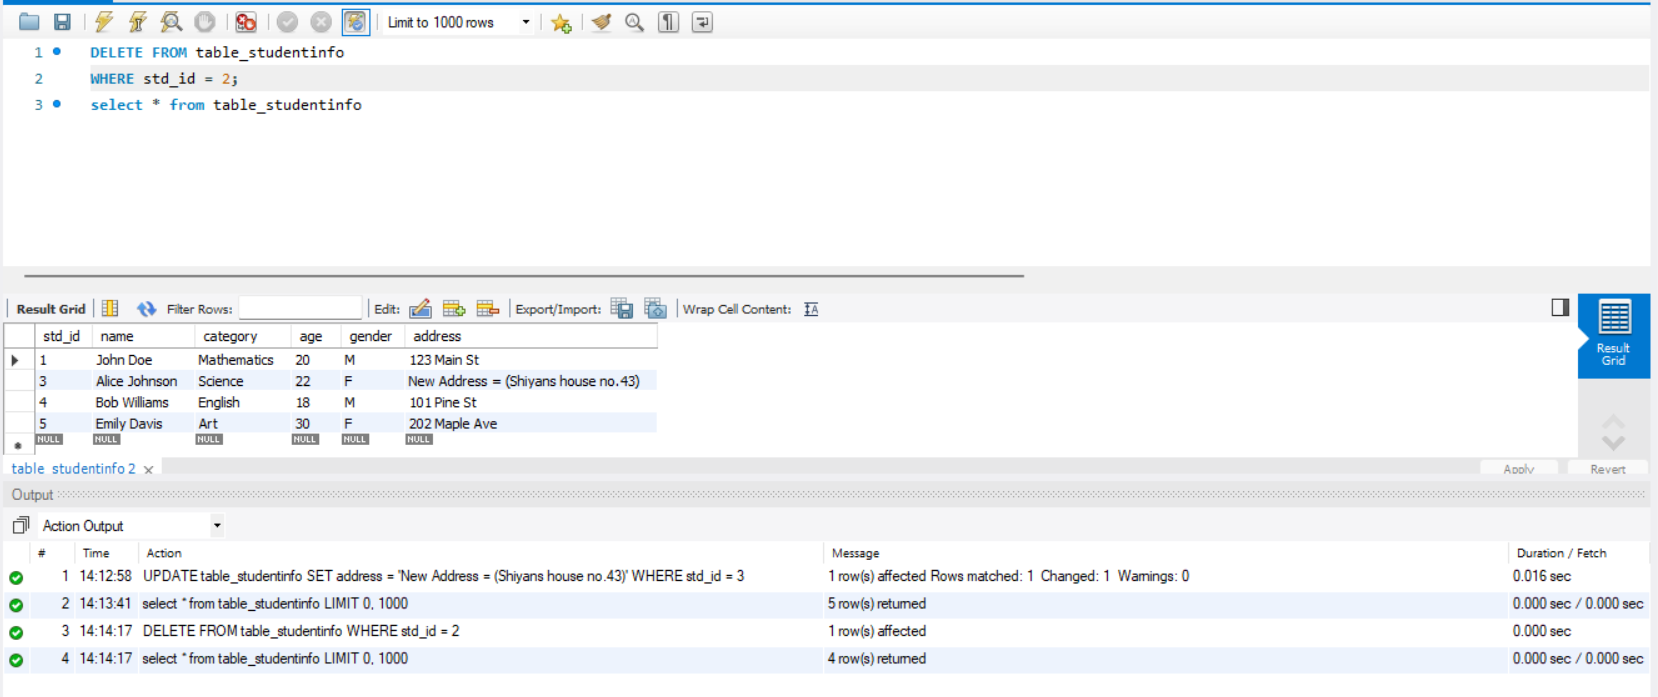 Limit to 1000 rows
1 DELETE FROM table_studentinfo
2 WHERE std_id = 2;
3 select * from table_studentinfo
Result Grid Filter Rows: Edit: Export/Import: Wrap Cell Content:
std_id name category age gender address
1 John Doe Mathematics 20 M 123 Main St
3 Alice Johnson Science 22 F New Address = (Shiyans house no.43)
4 Bob Williams English 18 M 101 Pine St
5 Emily Davis Art 30 F 202 Maple Ave
NULL NULL NULL NULL NULL NULL
Result
Grid
table_studentinfo 2 Apply Revert
Output
Action Output
# Time Action Message Duration / Fetch
1 14:12:58 UPDATE table_studentinfo SET address = 'New Address = (Shiyans house no.43)' WHERE std_id = 3 1 row(s) affected Rows matched: 1 Changed: 1 Warnings: 0 0.016 sec
2 14:13:41 select * from table_studentinfo LIMIT 0, 1000 5 row(s) returned 0.000 sec / 0.000 sec
3 14:14:17 DELETE FROM table_studentinfo WHERE std_id = 2 1 row(s) affected 0.000 sec
4 14:14:17 select * from table_studentinfo LIMIT 0, 1000 4 row(s) returned 0.000 sec / 0.000 sec